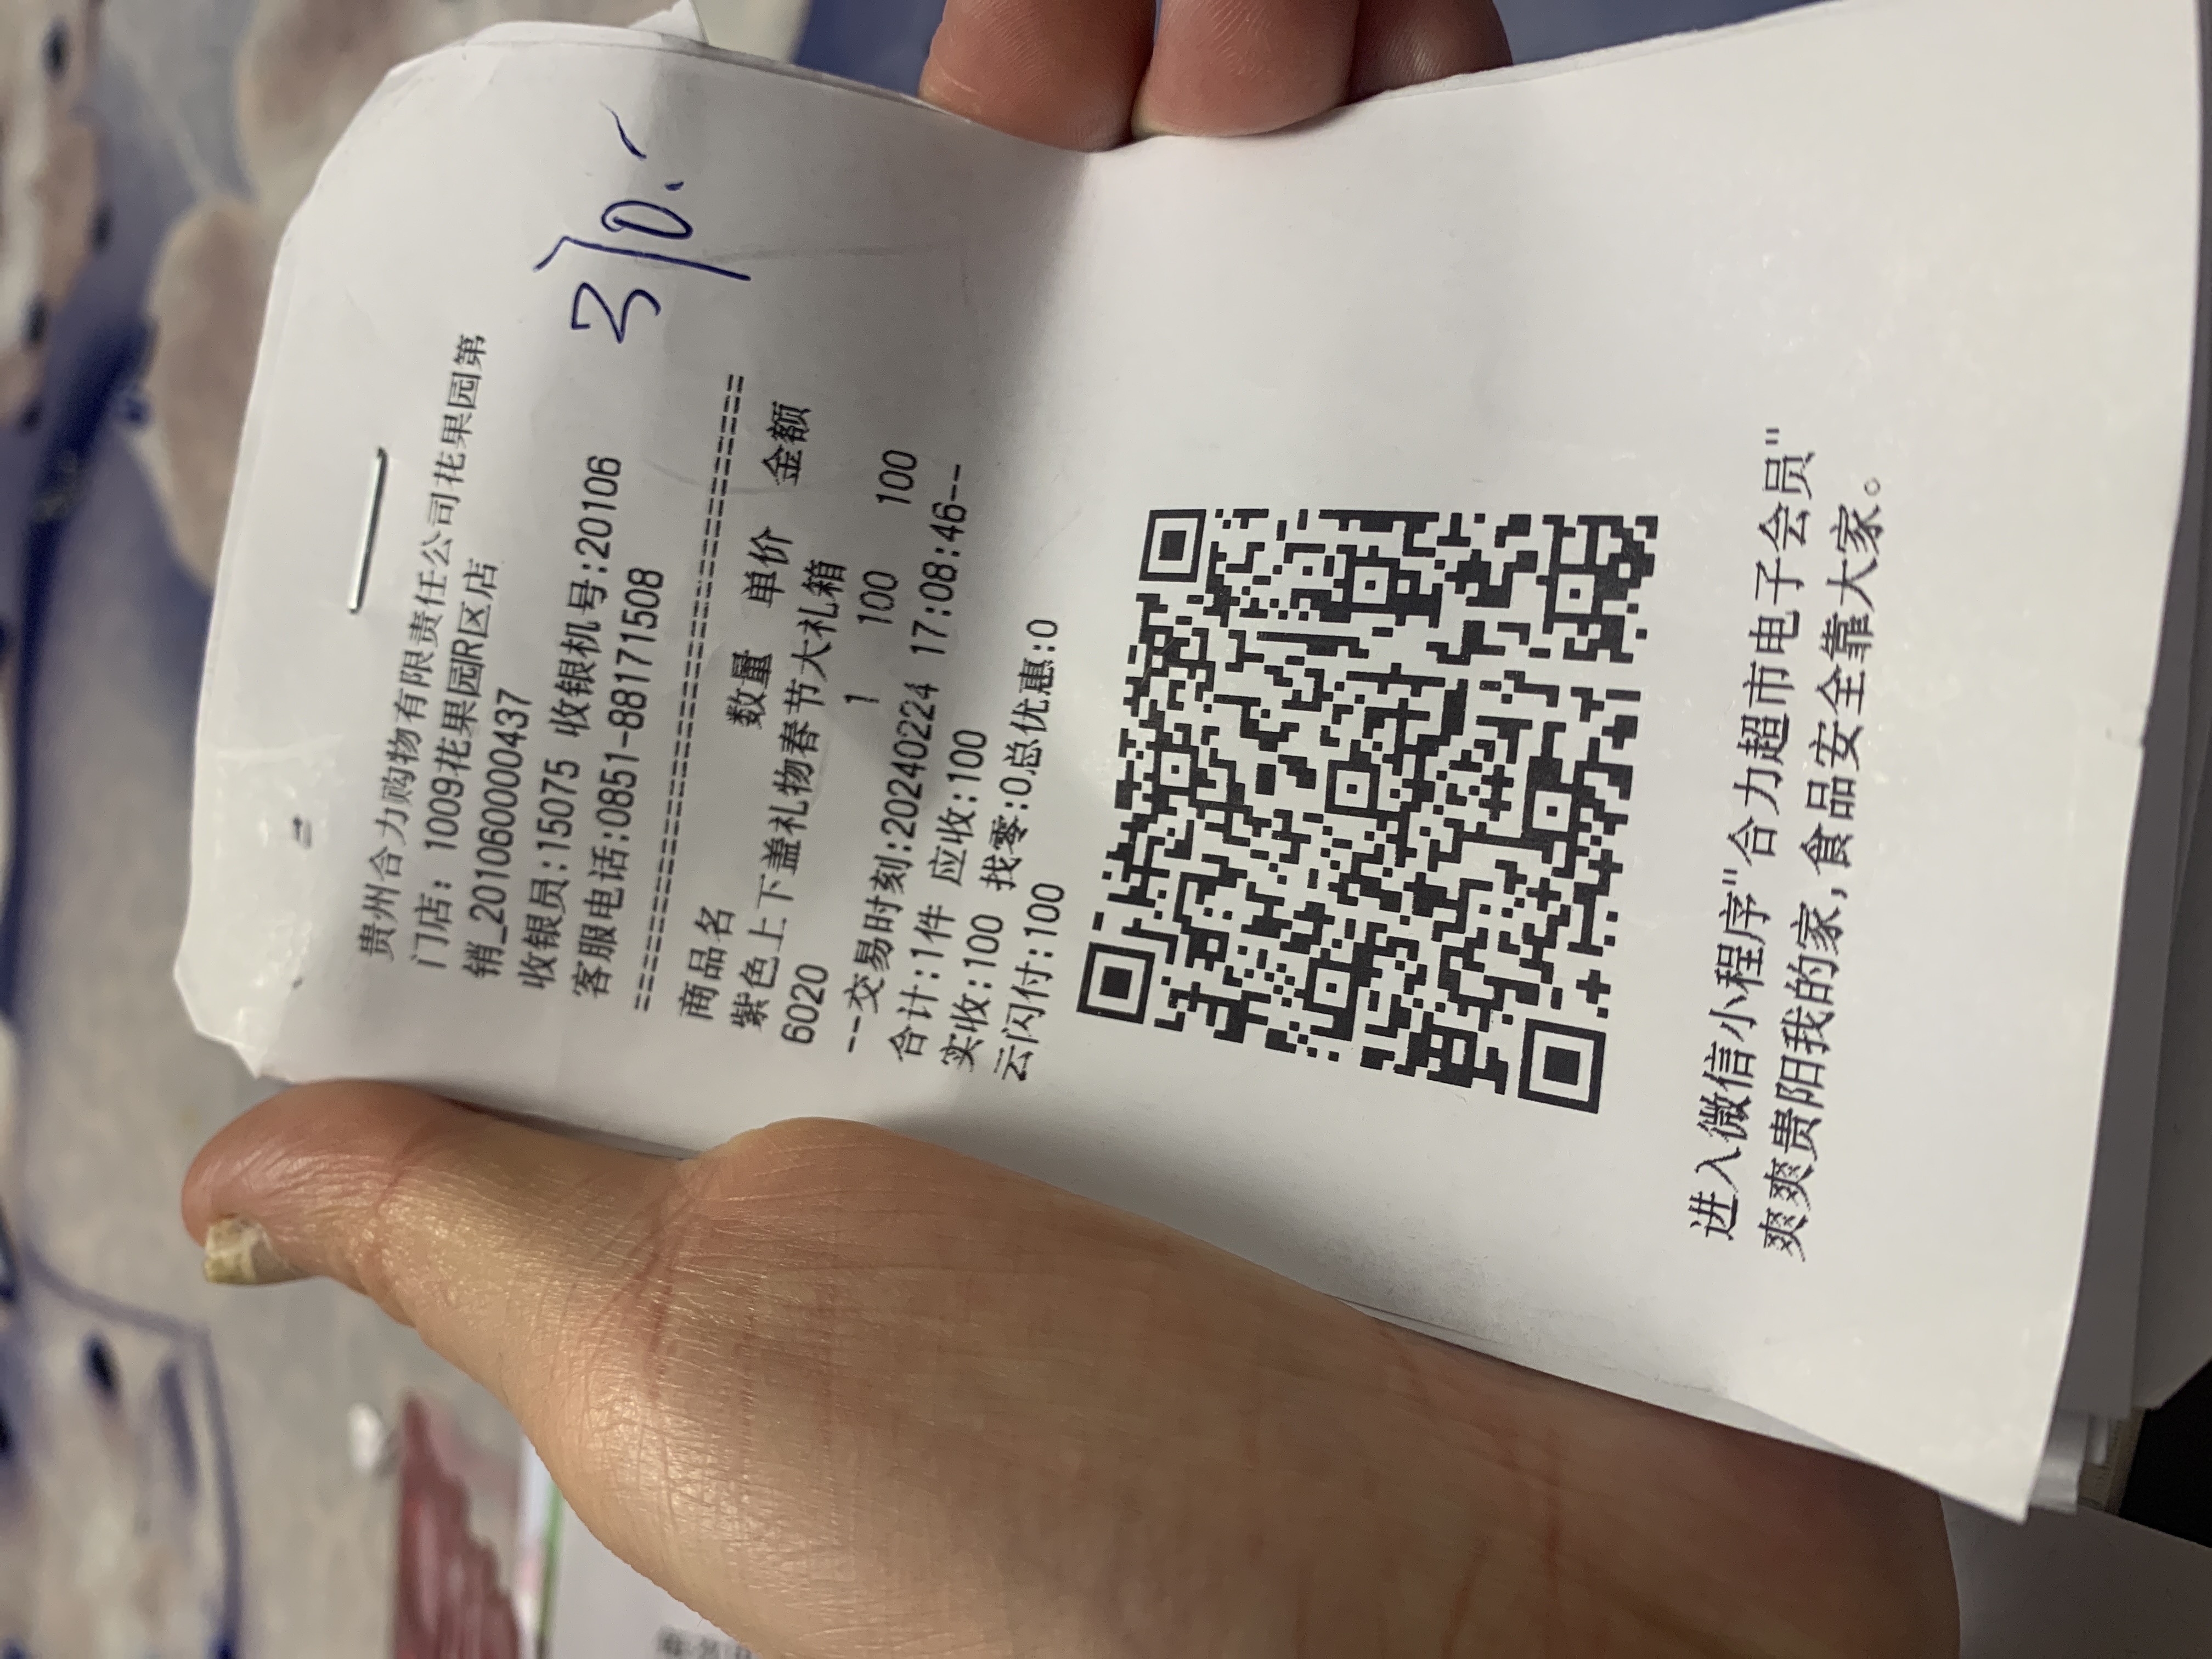 贵州合力购物有限责任公司花果园第
门店: 1009花果园R区店
销_201060000437
收银员:15075 收银机号:20106
客服电话:0851-88171508
310.-
================================
商品名 数量 单价 金额
紫色上下盖礼物春节大礼箱
6020 1 100 100
--交易时刻:20240224 17:08:46--
合计:1件 应收:100
实收:100 找零:0总优惠:0
云闪付:100
进入微信小程序"合力超市电子会员"
爽爽贵阳我的家,食品安全靠大家。